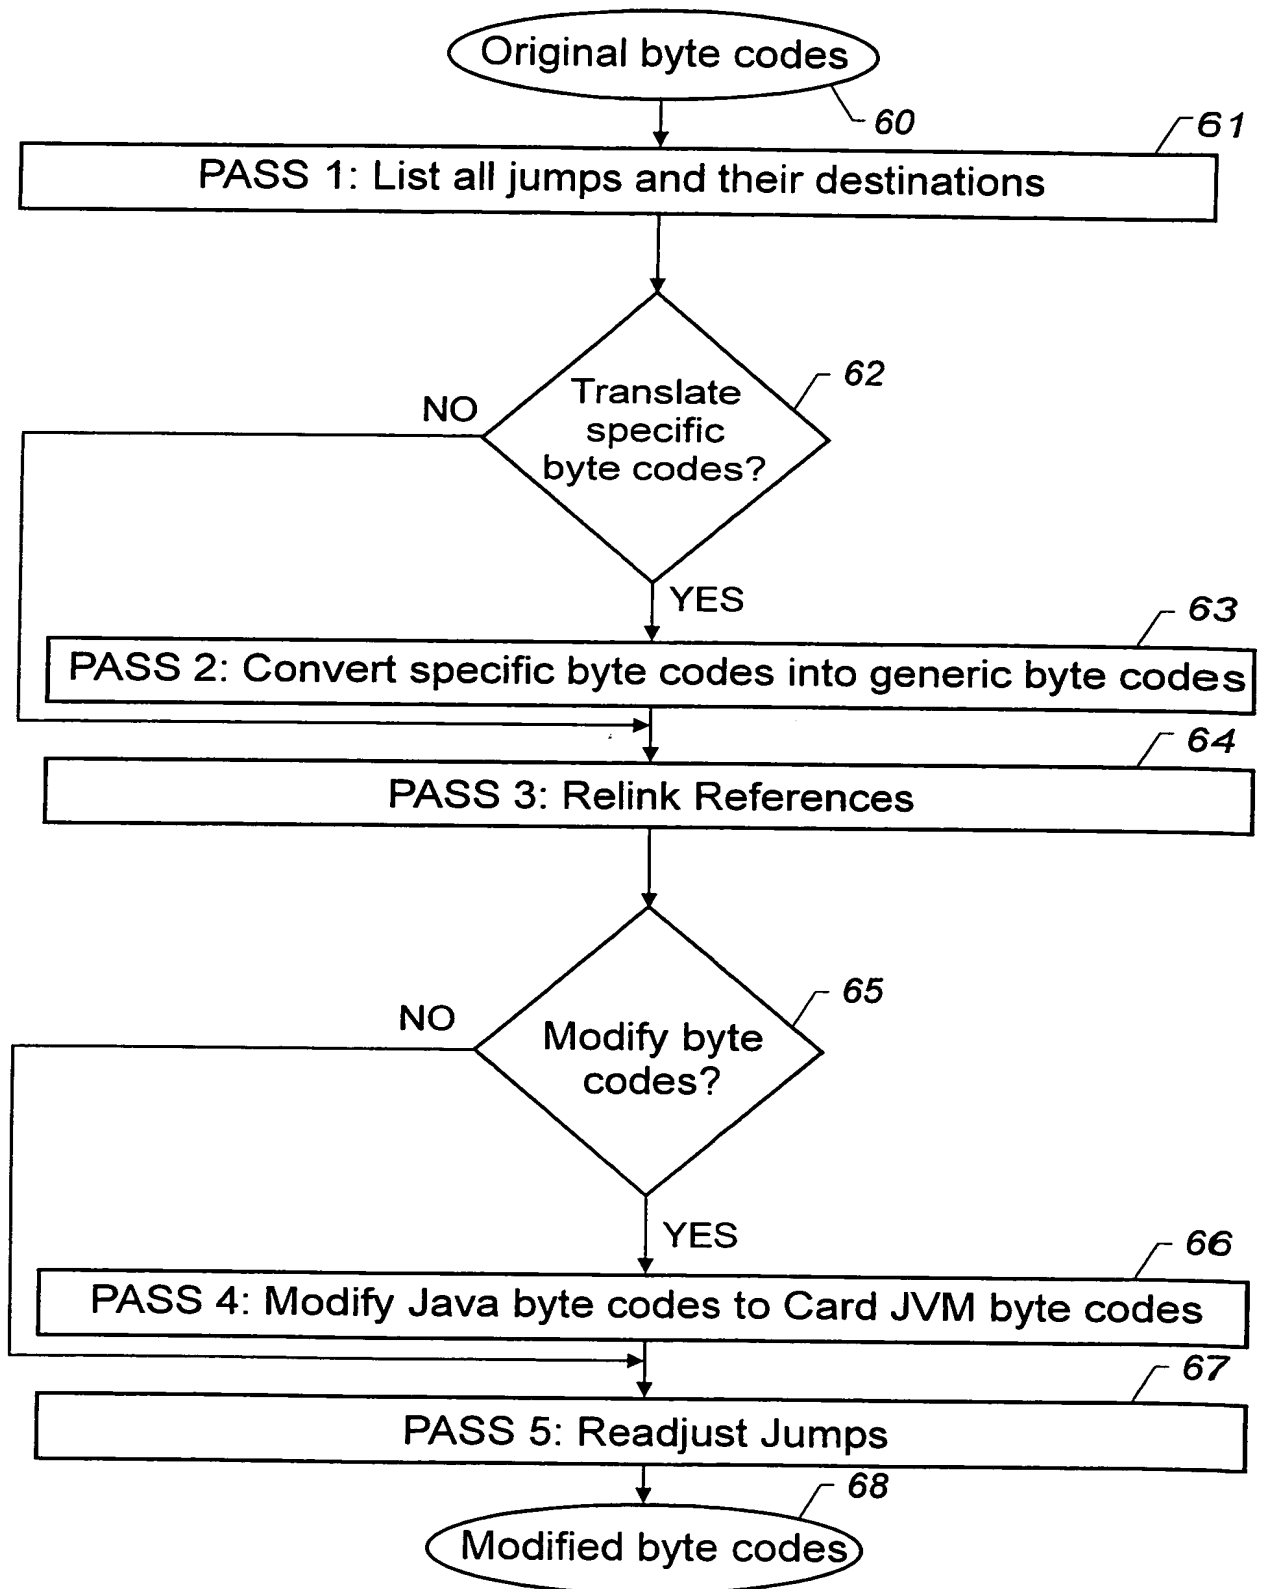 Original byte codes
60
61
PASS 1: List all jumps and their destinations
62
NO
Translate
specific
byte codes?
YES
63
PASS 2: Convert specific byte codes into generic byte codes
64
PASS 3: Relink References
65
NO
Modify byte
codes?
YES
66
PASS 4: Modify Java byte codes to Card JVM byte codes
67
PASS 5: Readjust Jumps
68
Modified byte codes